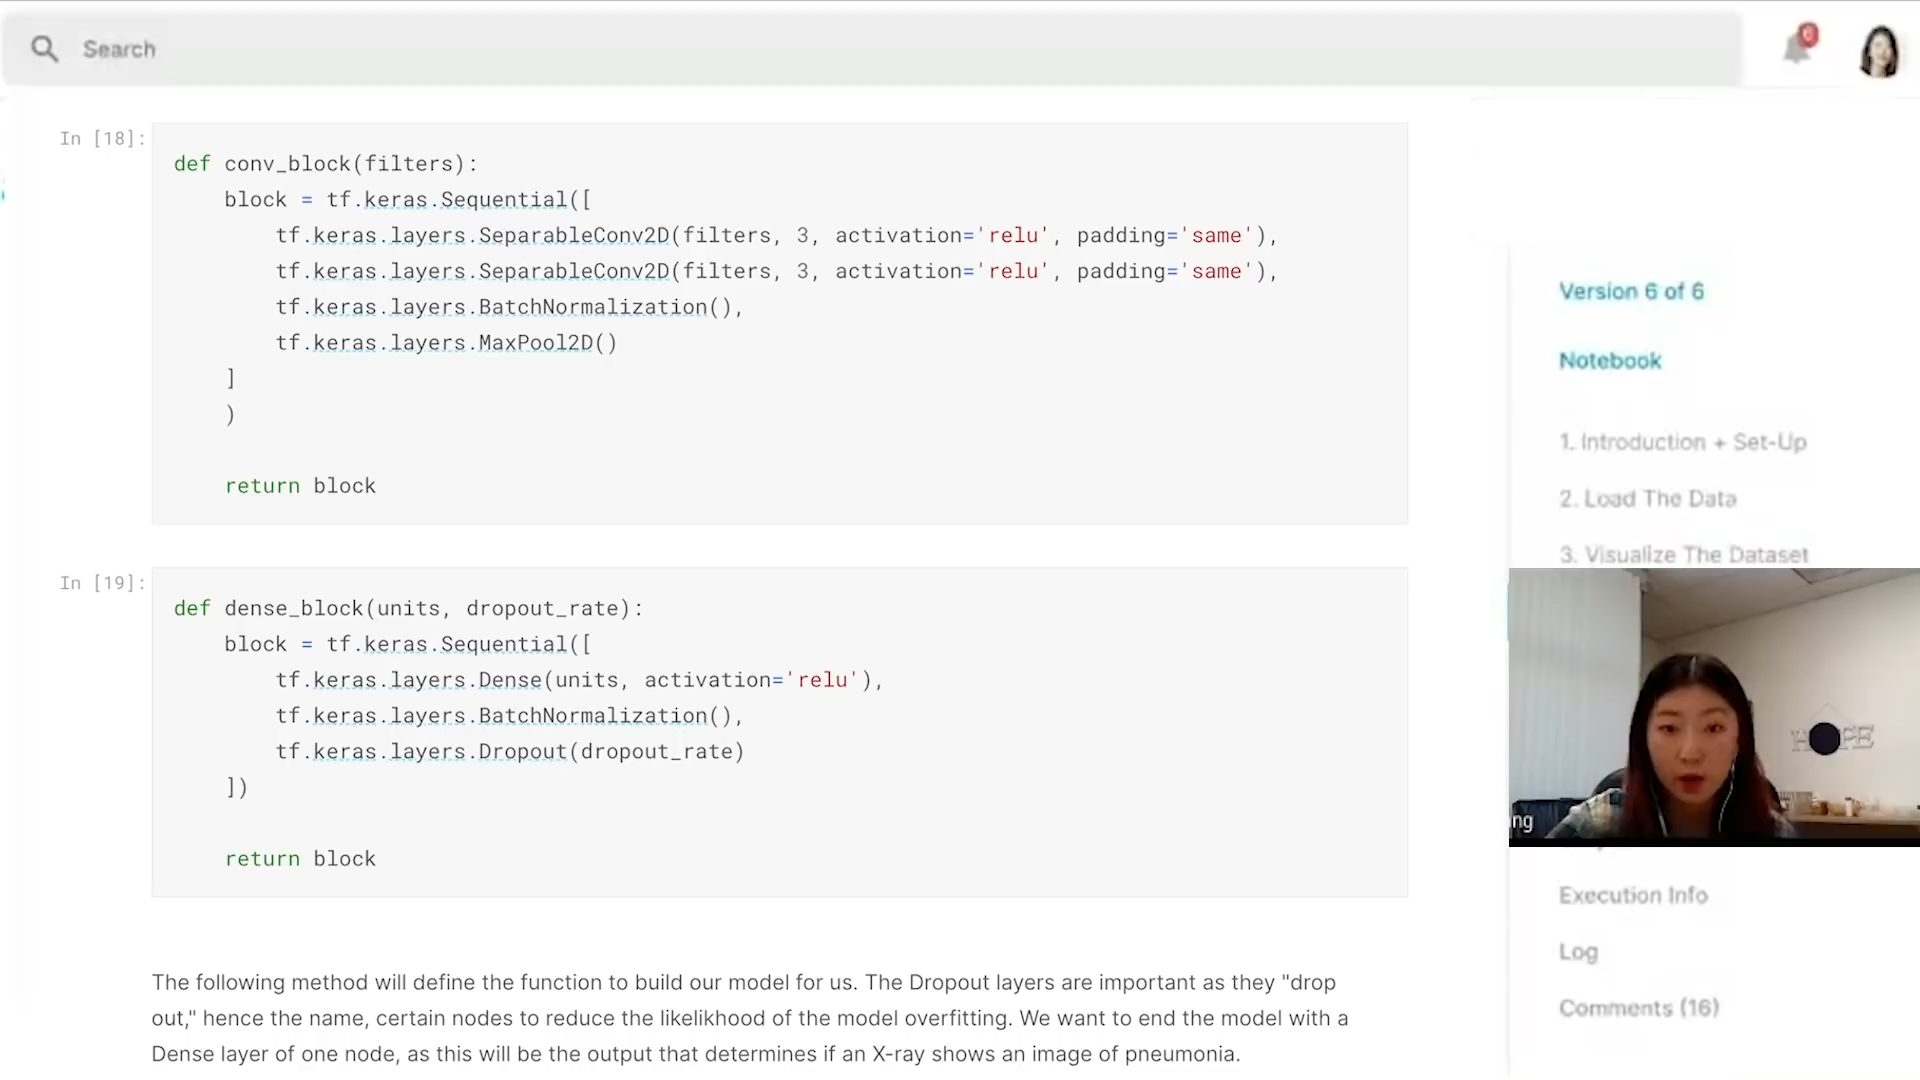 Search
6
In [18]:
def conv_block(filters):
block = tf.keras.Sequential([
tf.keras.layers.SeparableConv2D(filters, 3, activation='relu', padding='same'),
tf.keras.layers.SeparableConv2D(filters, 3, activation='relu', padding='same'),
tf.keras.layers.BatchNormalization(),
tf.keras.layers.MaxPool2D()
]
)
return block
In [19]:
def dense_block(units, dropout_rate):
block = tf.keras.Sequential([
tf.keras.layers.Dense(units, activation='relu'),
tf.keras.layers.BatchNormalization(),
tf.keras.layers.Dropout(dropout_rate)
])
return block
The following method will define the function to build our model for us. The Dropout layers are important as they "drop
out," hence the name, certain nodes to reduce the likelikhood of the model overfitting. We want to end the model with a
Dense layer of one node, as this will be the output that determines if an X-ray shows an image of pneumonia.
Version 6 of 6
Notebook
1. Introduction + Set-Up
2. Load The Data
3. Visualize The Dataset
HOPE
ng
Execution Info
Log
Comments (16)